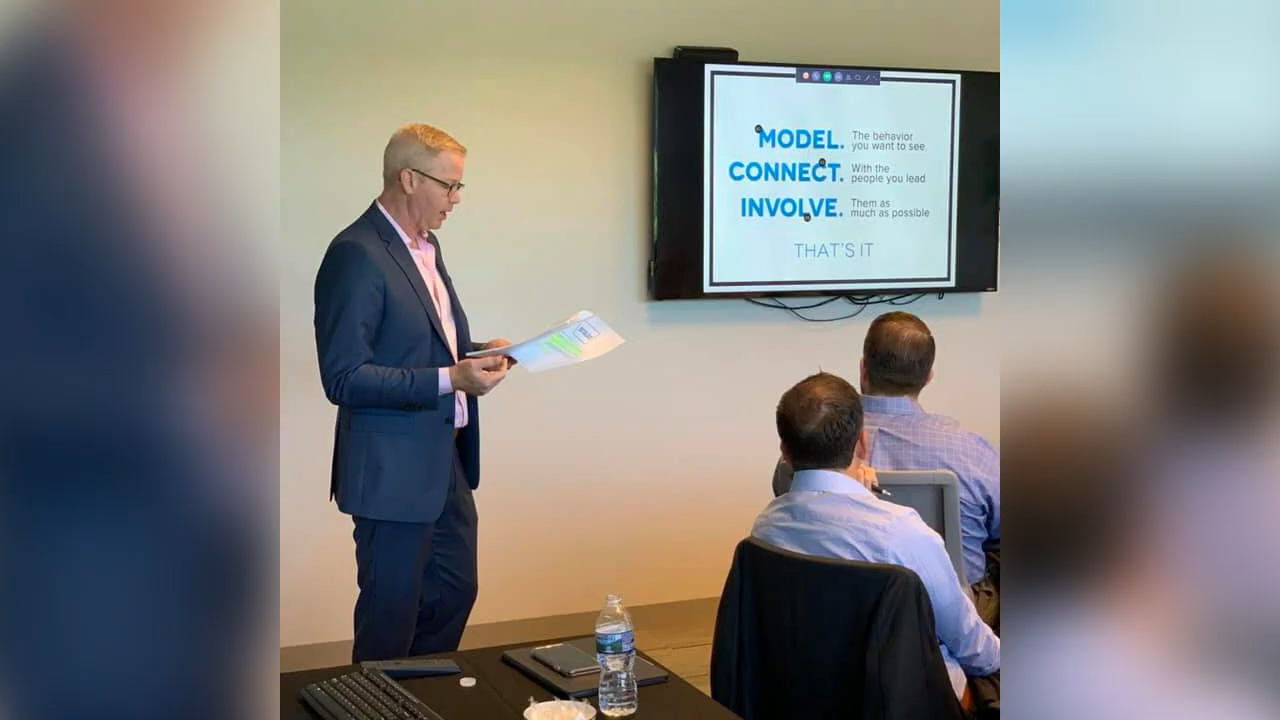 MODEL. The behavior
you want to see
CONNECT. With the
people you lead
INVOLVE. Them as
much as possible
THAT'S IT